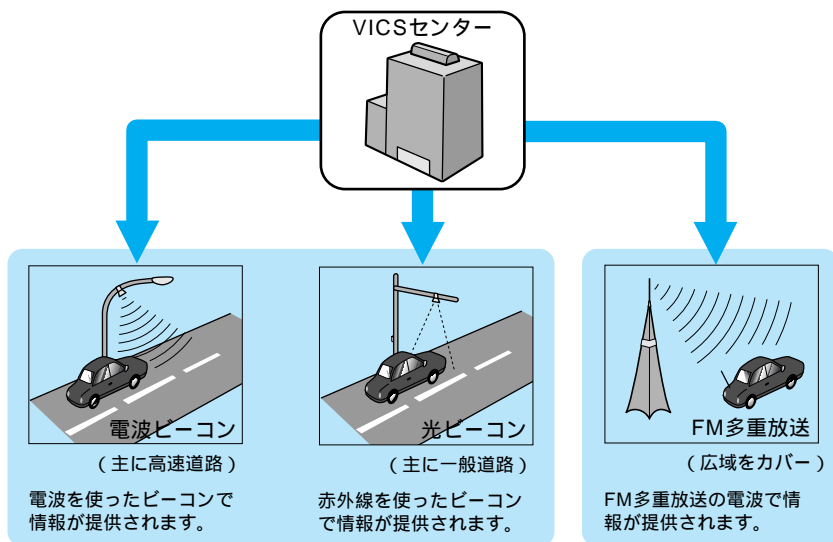 VICSセンター
電波ビーコン
(主に高速道路)
電波を使ったビーコンで
情報が提供されます。
光ビーコン
(主に一般道路)
赤外線を使ったビーコン
で情報が提供されます。
FM多重放送
(広域をカバー)
FM多重放送の電波で情
報が提供されます。